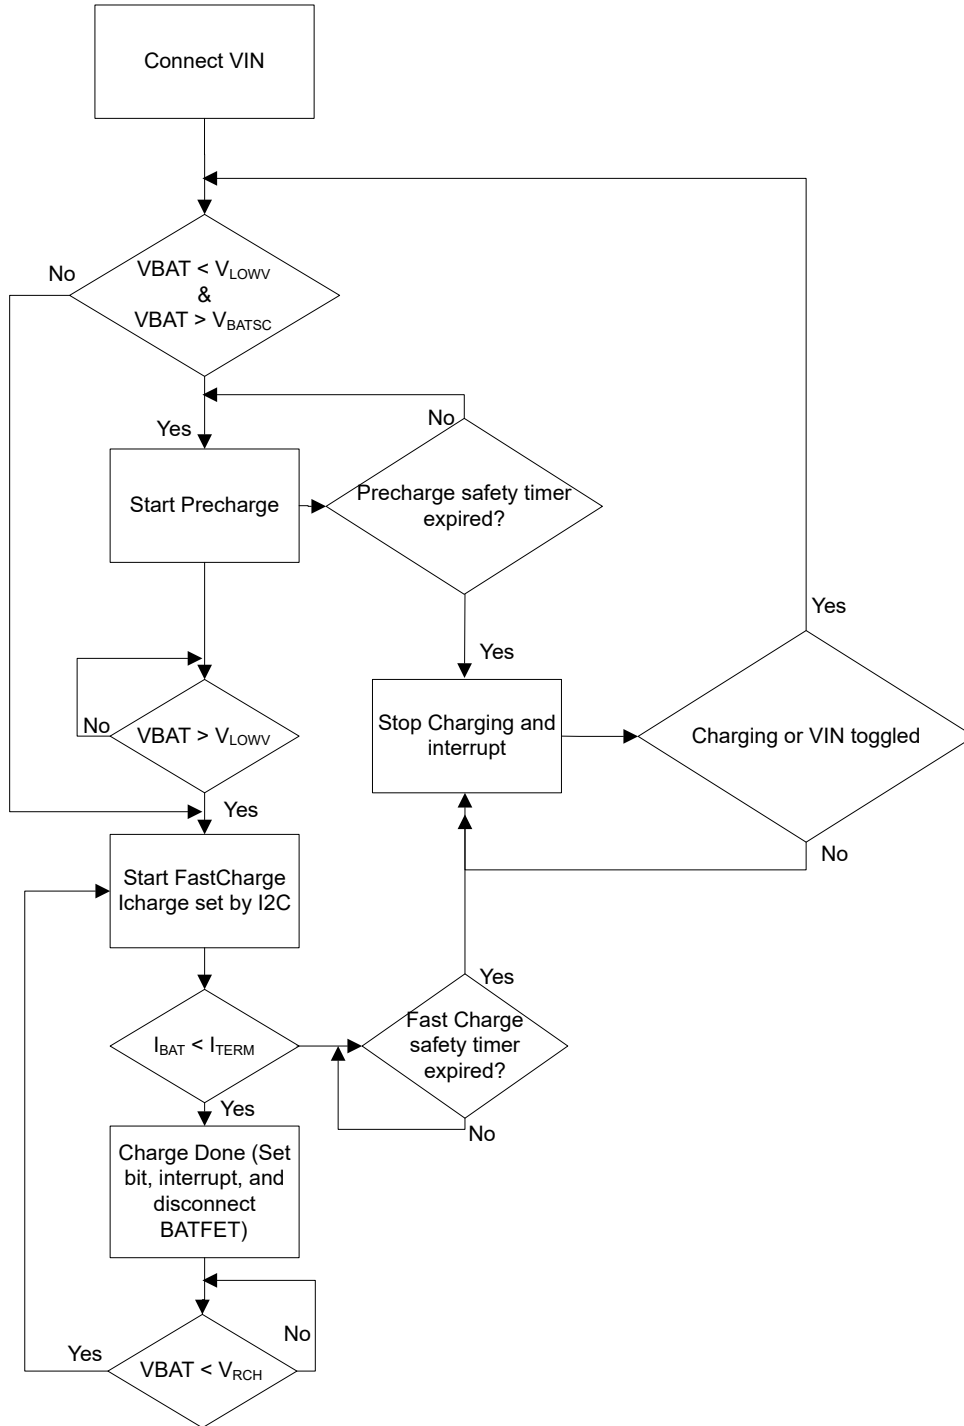 Connect VIN
No
VBAT < VLOWV
&
VBAT > VBATSC
Yes
No
Start Precharge
Precharge safety timer
expired?
Yes
Yes
No
VBAT > VLOWV
Stop Charging and
interrupt
Charging or VIN toggled
Yes
No
Start FastCharge
Icharge set by I2C
Yes
IBAT < ITERM
Fast Charge
safety timer
expired?
Yes
No
Charge Done (Set
bit, interrupt, and
disconnect
BATFET)
Yes
No
VBAT < VRCH